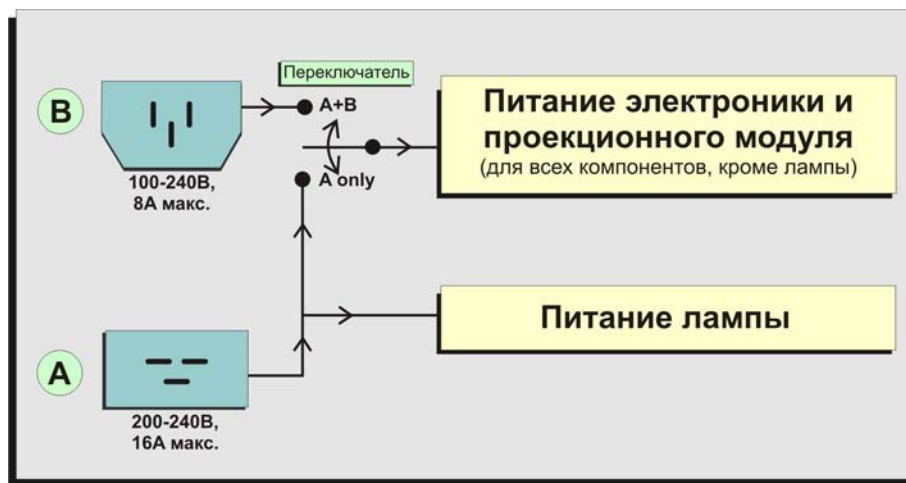 Переключатель
B
A+B
Питание электроники и
проекционного модуля
(для всех компонентов, кроме лампы)
A only
100-240В,
8А макс.
Питание лампы
A
200-240В,
16А макс.